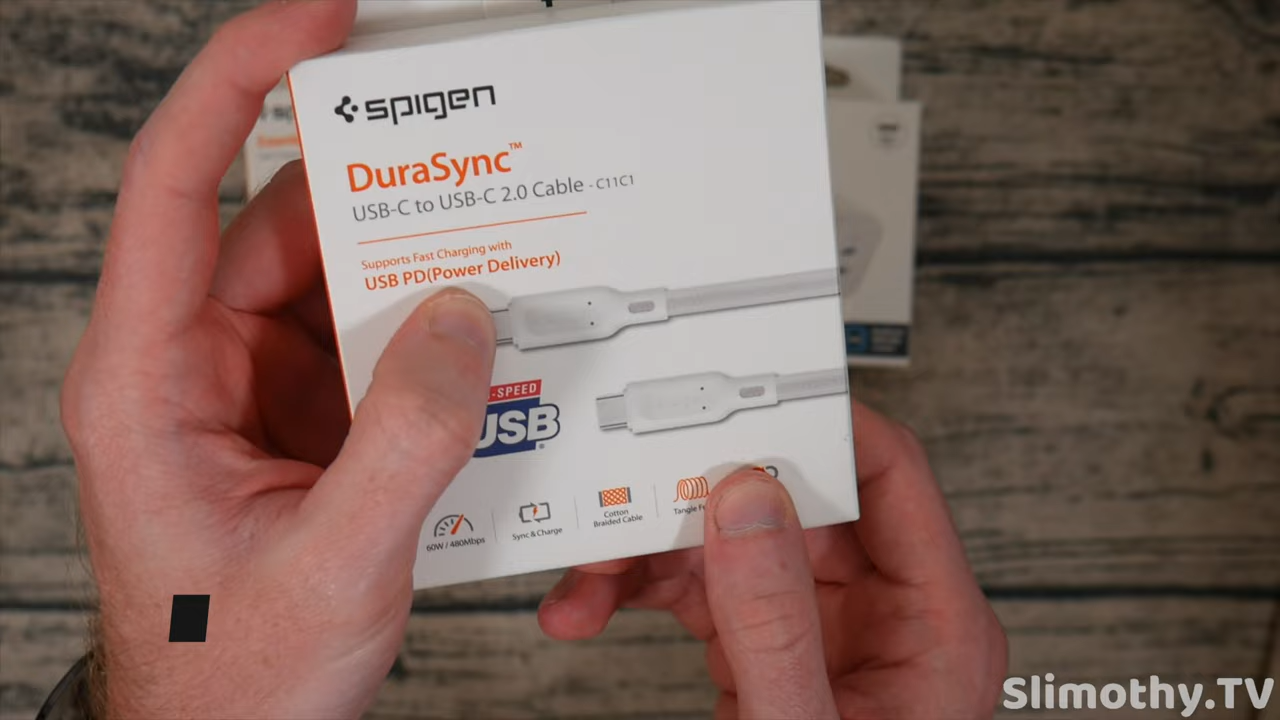 spigen
DuraSync™
USB-C to USB-C 2.0 Cable - C11C1
Supports Fast Charging with
USB PD(Power Delivery)
-SPEED
USB
60W / 480Mbps
Sync & Charge
Cotton
Braided Cable
Tangle
Slimothy.TV